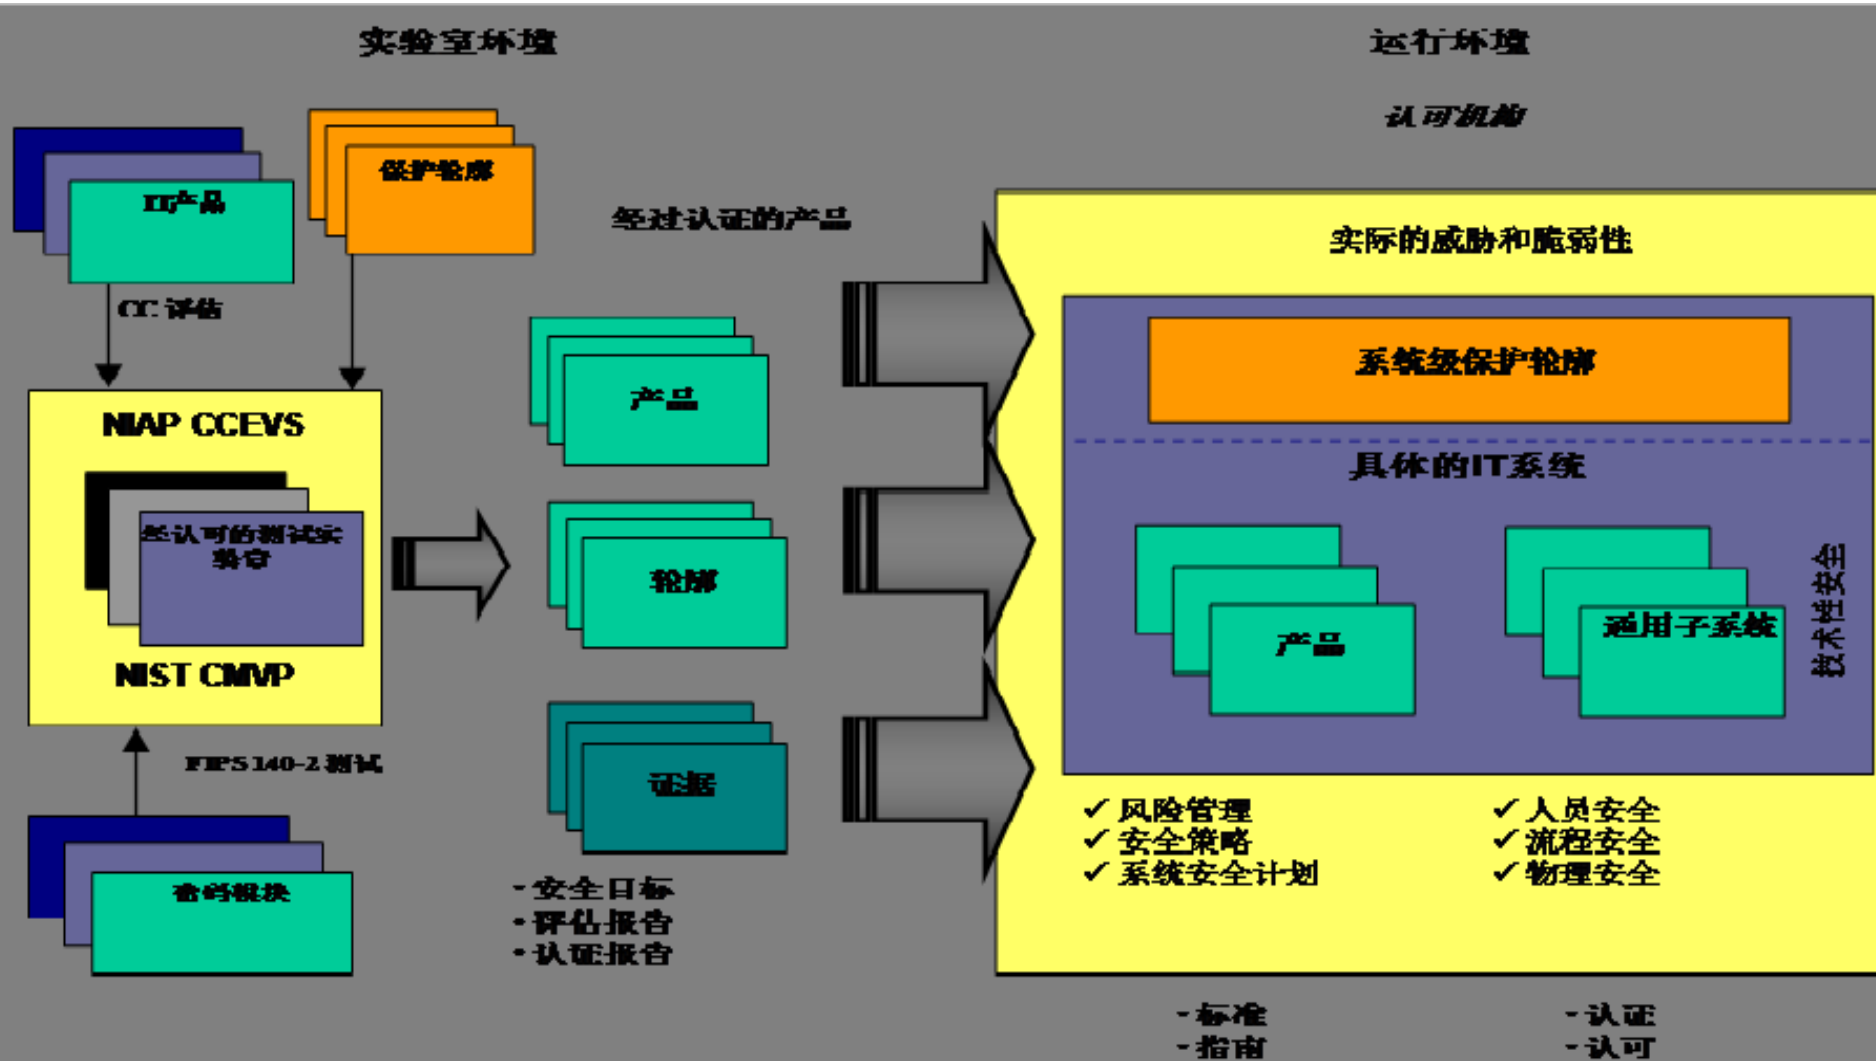 实验室环境
运行环境
认可机构
IT产品
保护轮廓
CC 评估
经过认证的产品
NIAP CCEVS
经认可的测试实
验室
NIST CMVP
FIPS 140-2 测试
密码模块
产品
轮廓
证据
- 安全目标
• 评估报告
• 认证报告
实际的威胁和脆弱性
系统级保护轮廓
具体的IT系统
产品
通用子系统
技术性安全
✓ 风险管理
✓ 安全策略
✓ 系统安全计划
✓ 人员安全
✓ 流程安全
✓ 物理安全
- 标准
- 指南
- 认证
- 认可